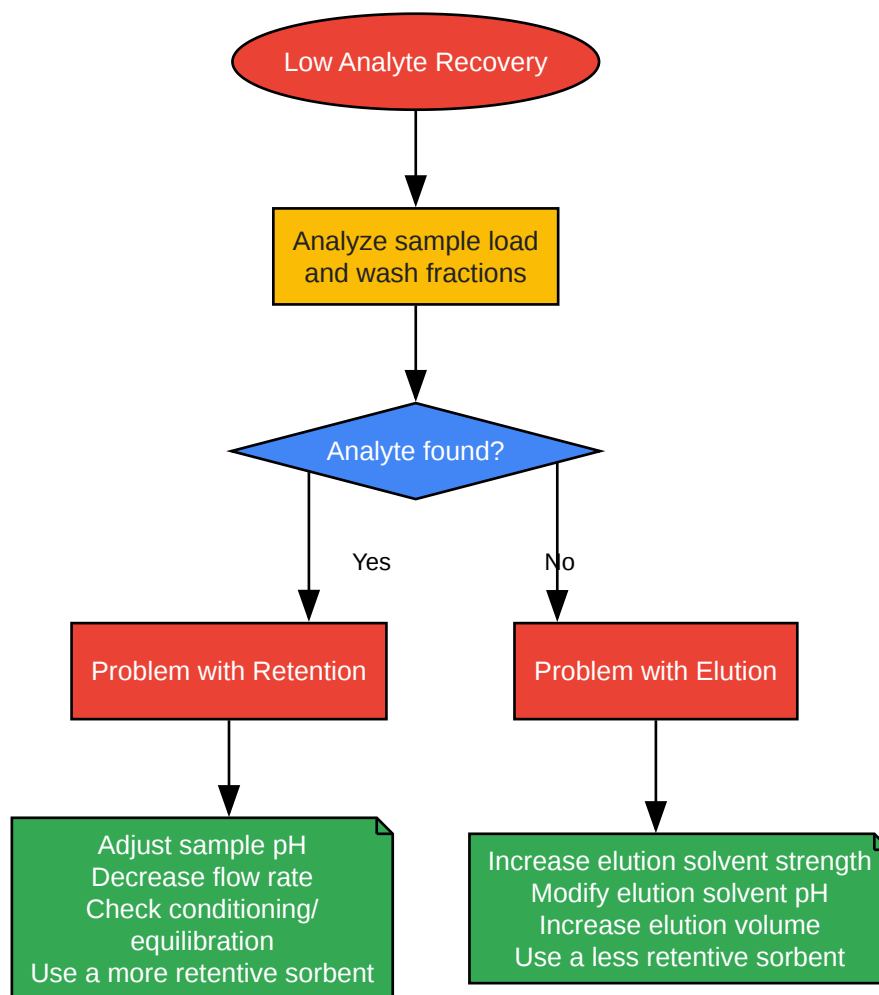 Low Analyte Recovery
Analyze sample load
and wash fractions
Analyte found?
Yes
No
Problem with Retention
Problem with Elution
Adjust sample pH
Decrease flow rate
Check conditioning/
equilibration
Use a more retentive sorbent
Increase elution solvent strength
Modify elution solvent pH
Increase elution volume
Use a less retentive sorbent